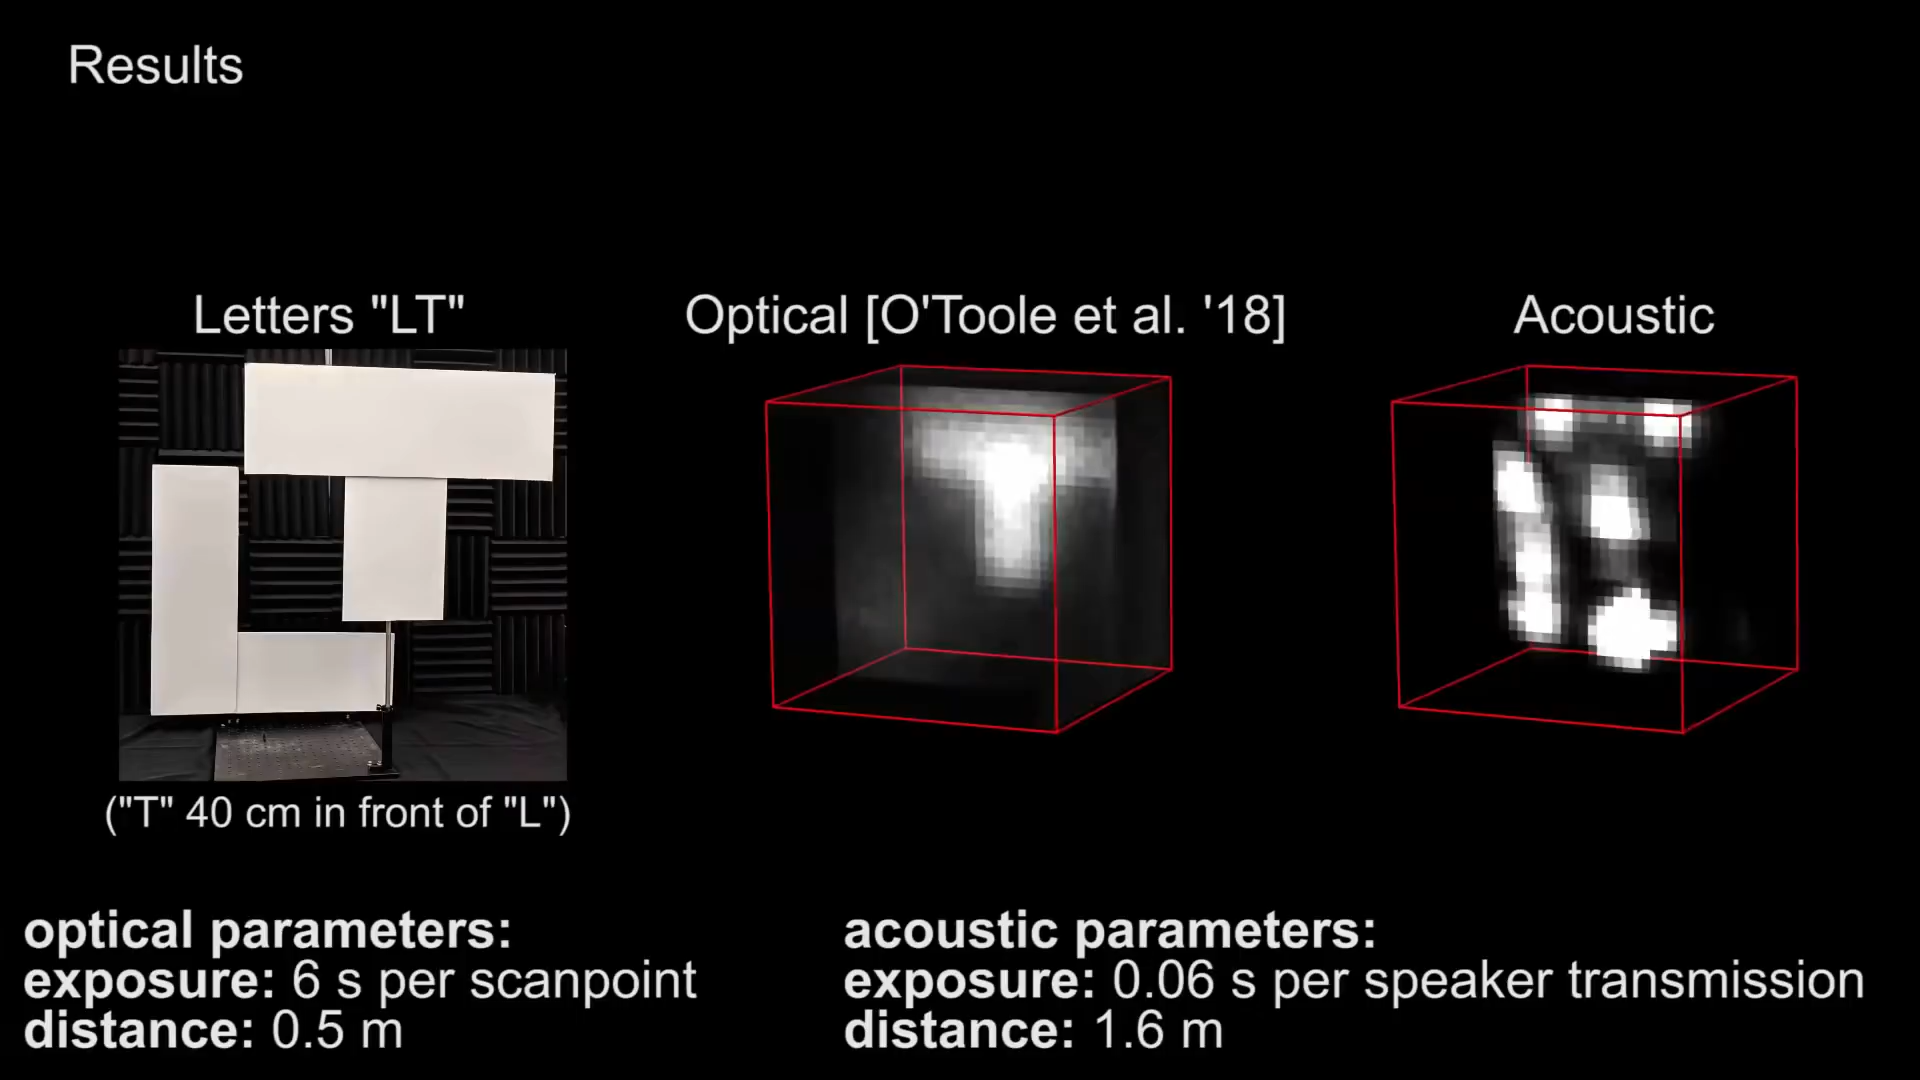 Results
Letters "LT"
Optical [O'Toole et al. '18]
Acoustic
("T" 40 cm in front of "L")
optical parameters:
exposure: 6 s per scanpoint
distance: 0.5 m
acoustic parameters:
exposure: 0.06 s per speaker transmission
distance: 1.6 m